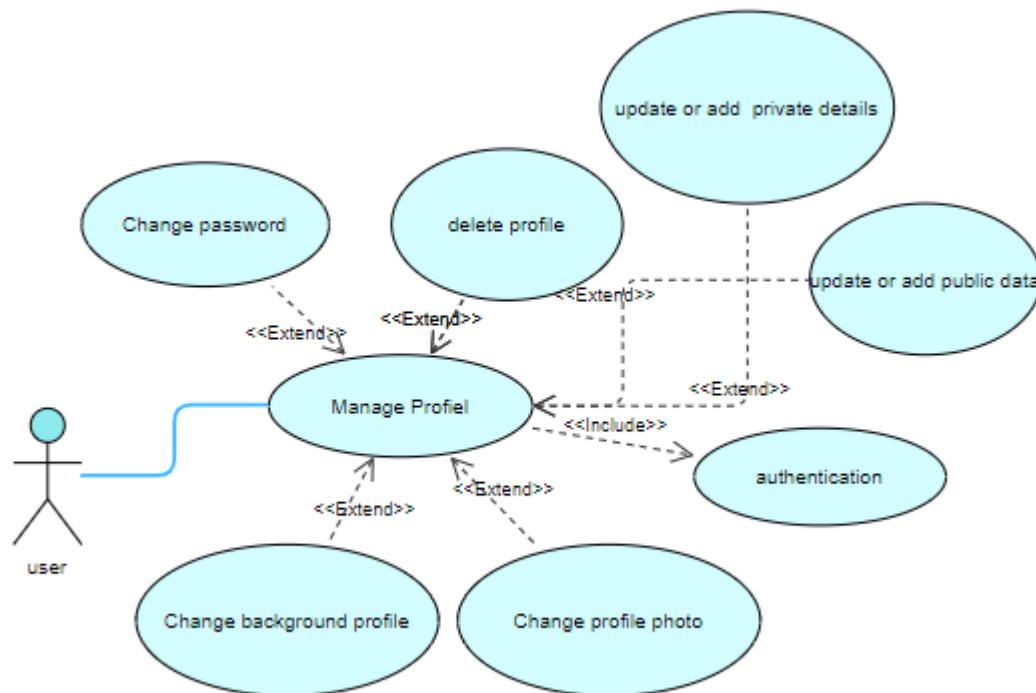 update or add  private details
Change password
delete profile
<<Extend>>
update or add public data
<<Extend>>
<<Extend>>
<<Extend>>
Manage Profiel
<<Include>>
authentication
<<Extend>>
<<Extend>>
user
Change background profile
Change profile photo